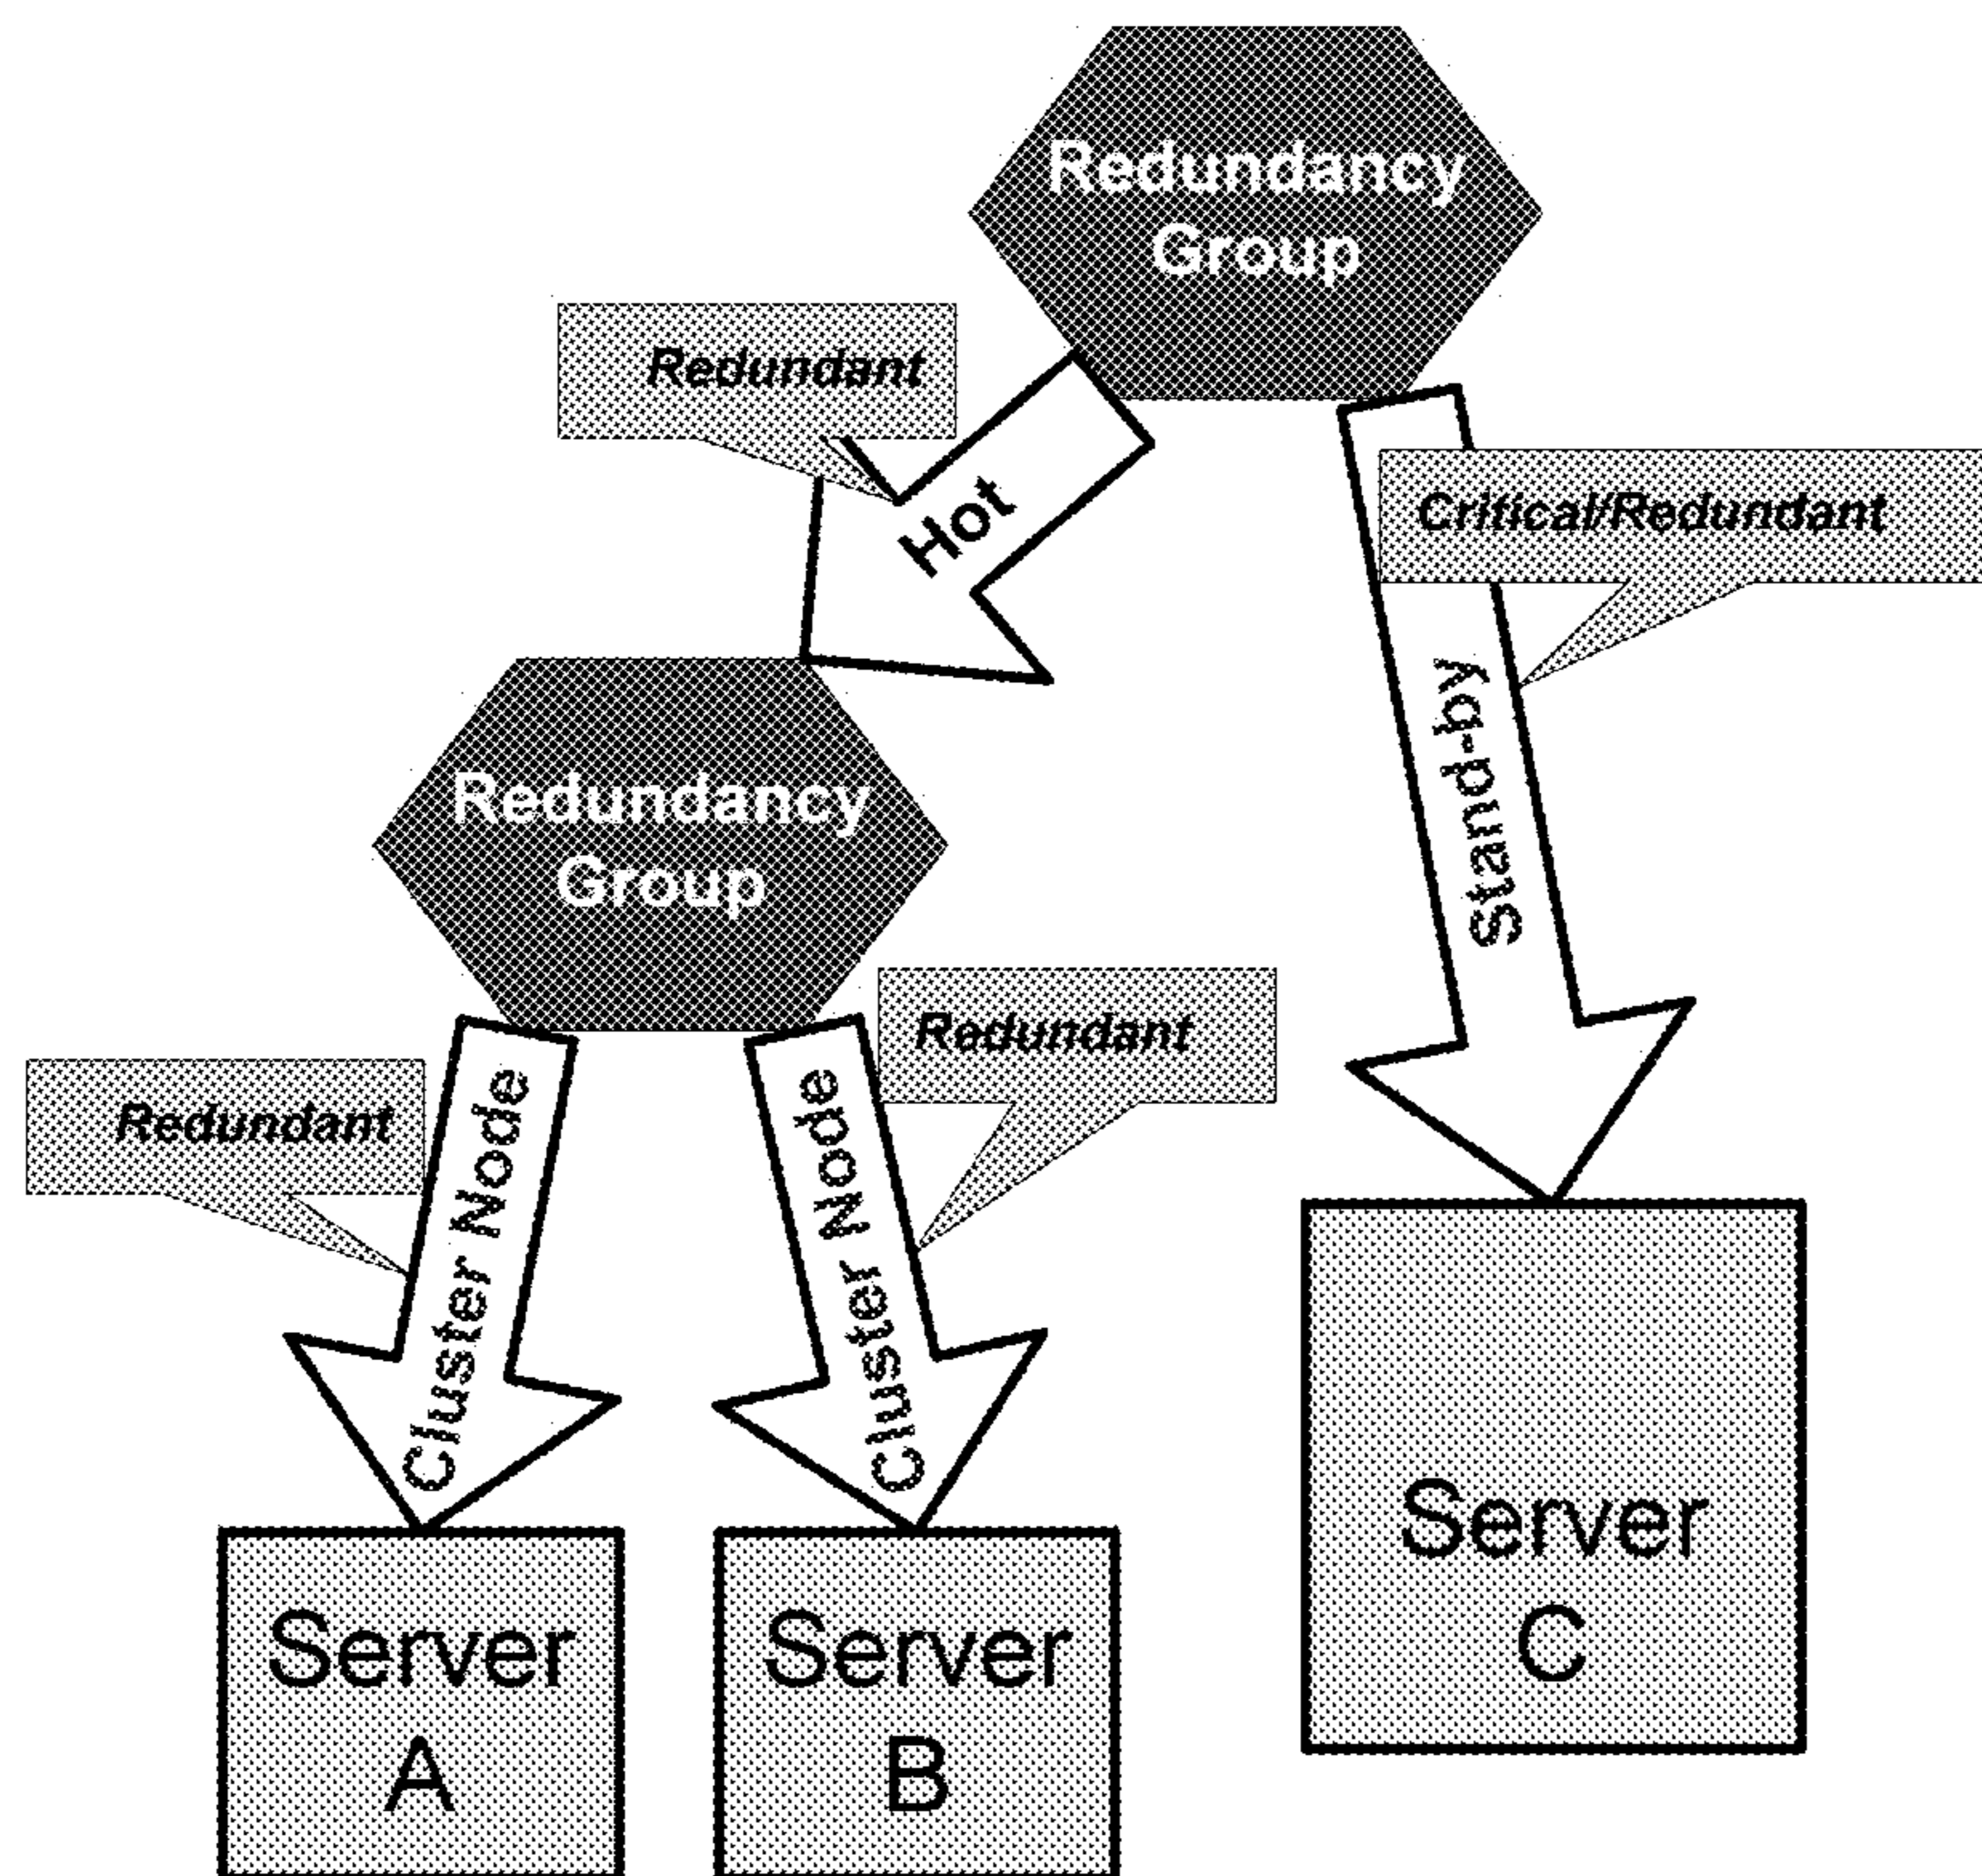 Redundancy
Group
Redundant
Hot
Critical/Redundant
Stand-by
Redundancy
Group
Redundant
Cluster Node
Cluster Node
Redundant
Server
A
Server
B
Server
C